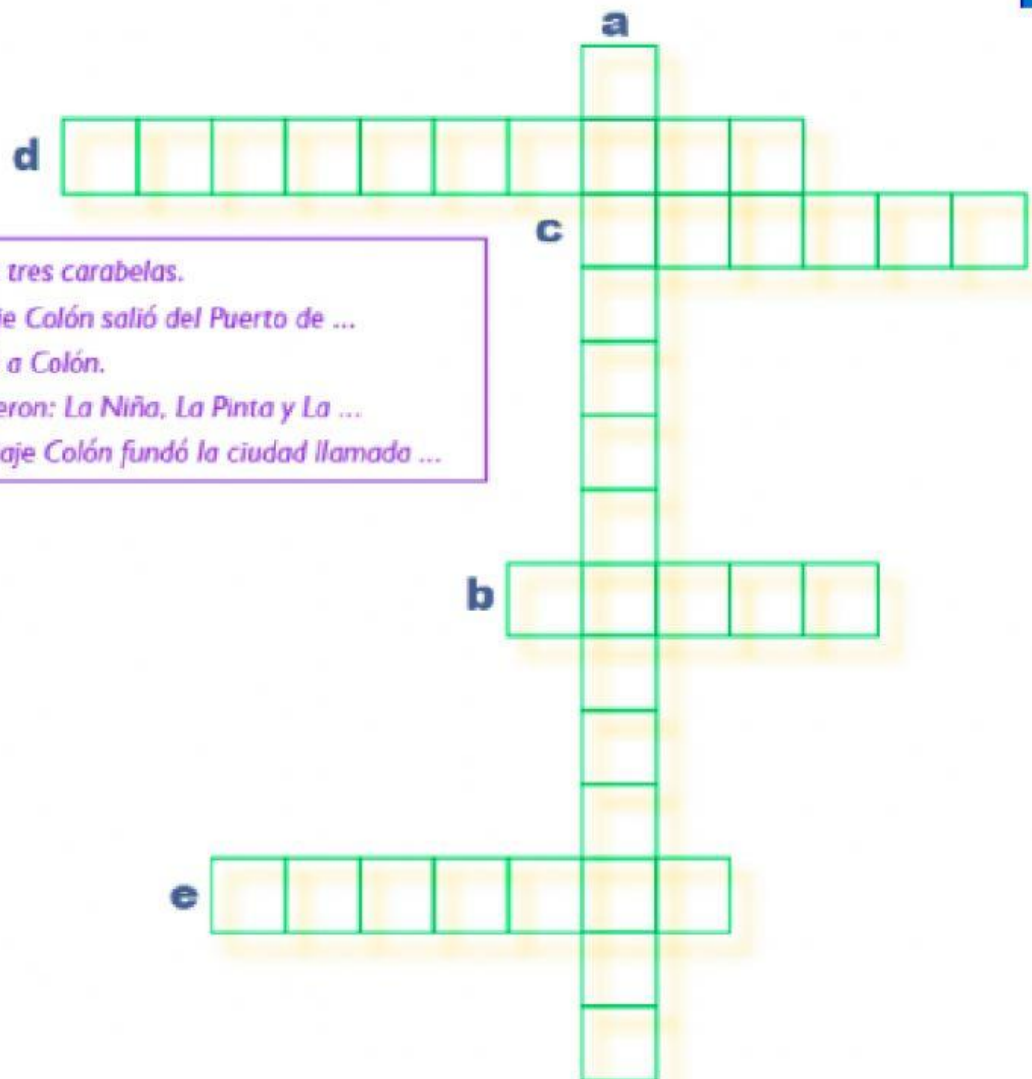 a
d
c
tres carabelas.
je Colón salió del Puerto de ...
a Colón.
eron: La Niña, La Pinta y La ...
aje Colón fundó la ciudad llamada ...
b
e